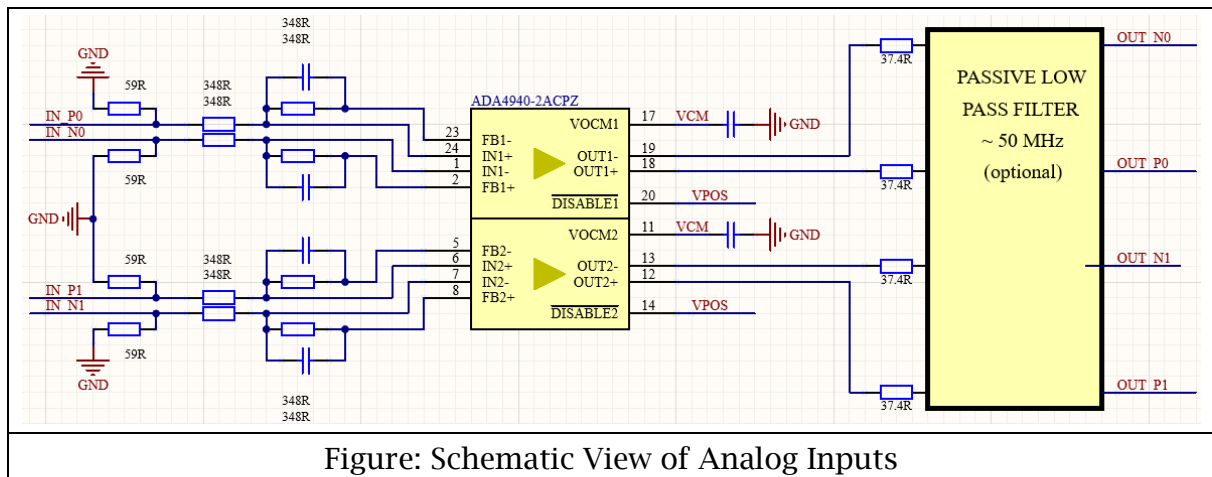 348R
348R
GND
59R
348R
348R
IN_P0
IN_N0
59R
GND
59R
348R
348R
IN_P1
IN_N1
59R
GND
348R
348R
ADA4940-2ACPZ
23
24
1
2
FB1-
IN1+
IN1-
FB1+
VOCM1
OUT1-
OUT1+
DISABLE1
17
19
18
20
VCM
GND
VPOS
5
6
7
8
FB2-
IN2+
IN2-
FB2+
VOCM2
OUT2-
OUT2+
DISABLE2
11
13
12
14
VCM
GND
VPOS
37.4R
37.4R
37.4R
37.4R
PASSIVE LOW
PASS FILTER
~ 50 MHz
(optional)
OUT_N0
OUT_P0
OUT_N1
OUT_P1
Figure: Schematic View of Analog Inputs